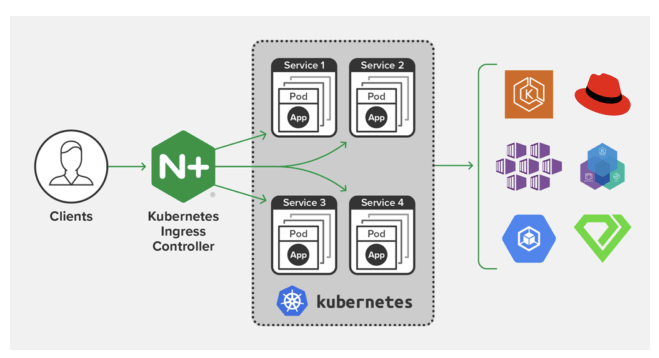 Service 1
Service 2
Pod
App
Pod
App
N+
®
Clients
Kubernetes
Ingress
Controller
Service 3
Service 4
Pod
App
Pod
App
kubernetes
K